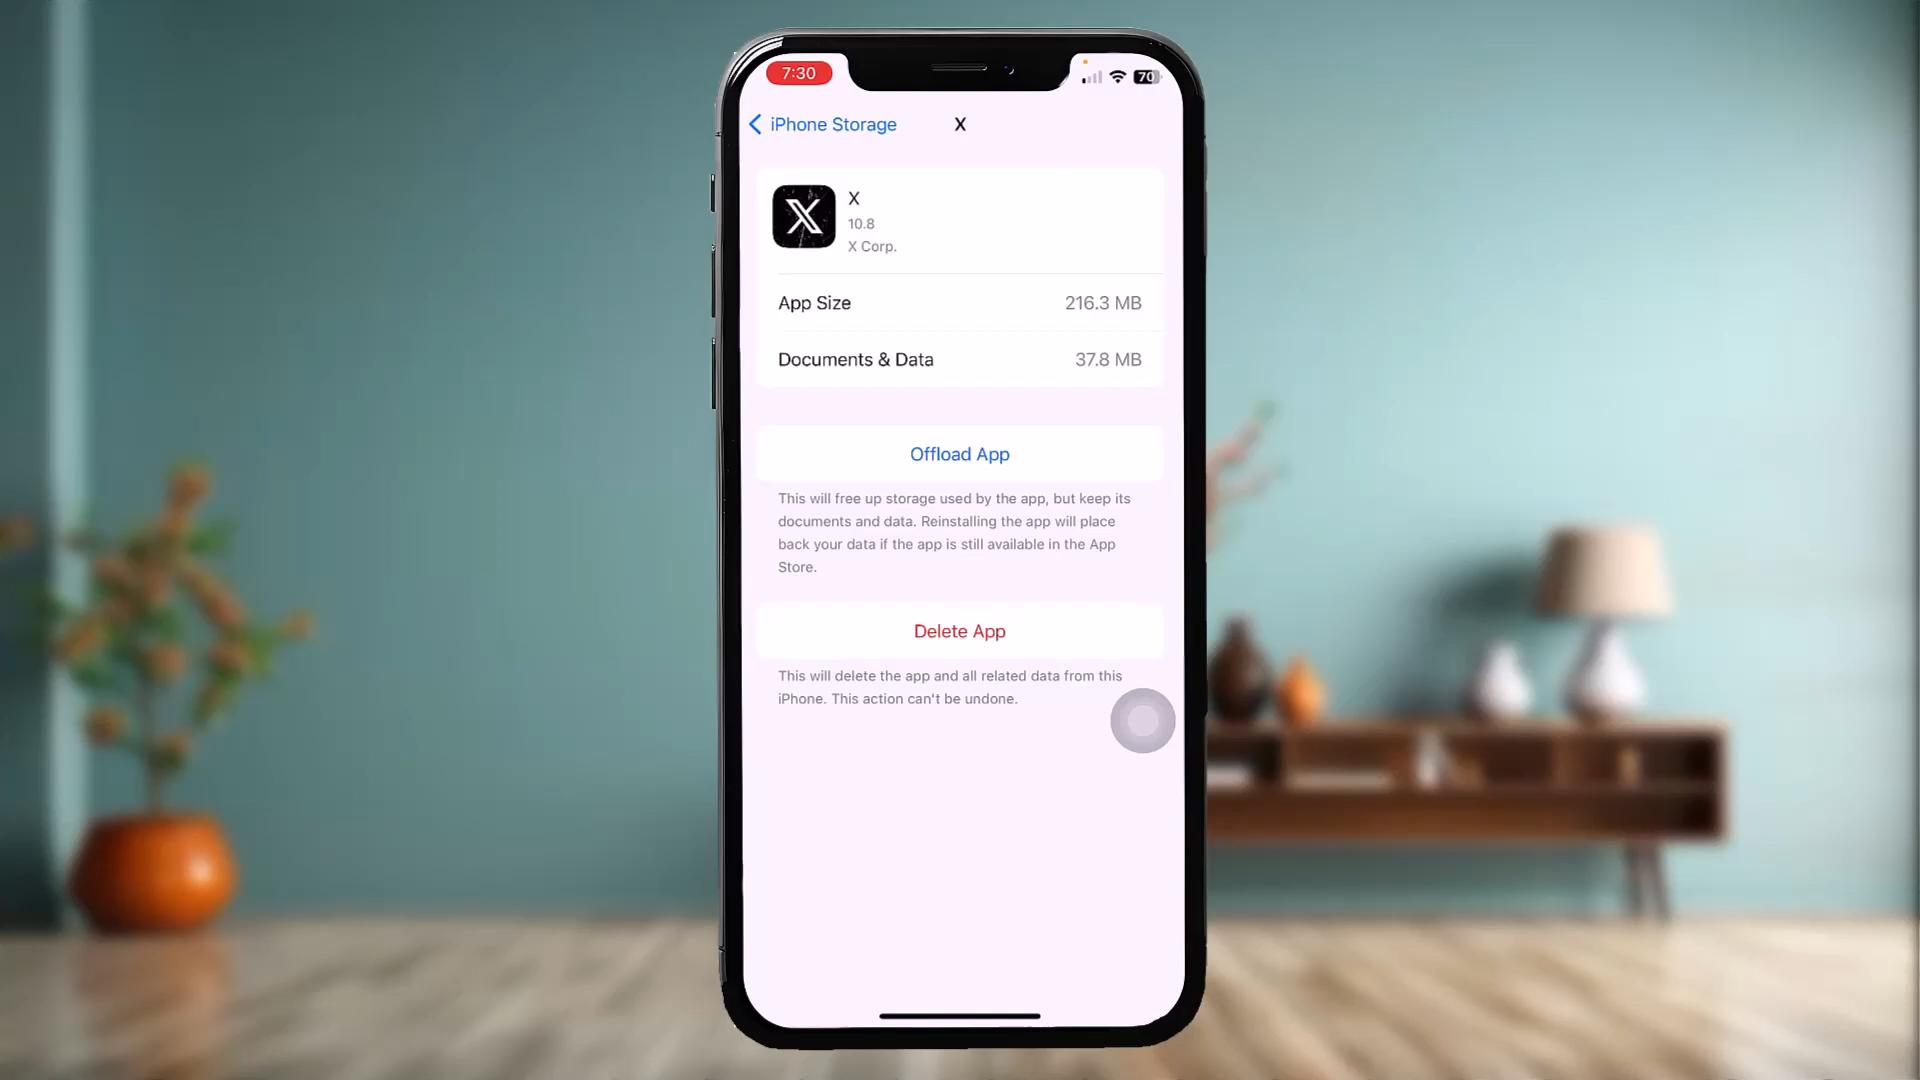 7:30
70
iPhone Storage
X
X
10.8
X Corp.
App Size
216.3 MB
Documents & Data
37.8 MB
Offload App
This will free up storage used by the app, but keep its
documents and data. Reinstalling the app will place
back your data if the app is still available in the App
Store.
Delete App
This will delete the app and all related data from this
iPhone. This action can't be undone.